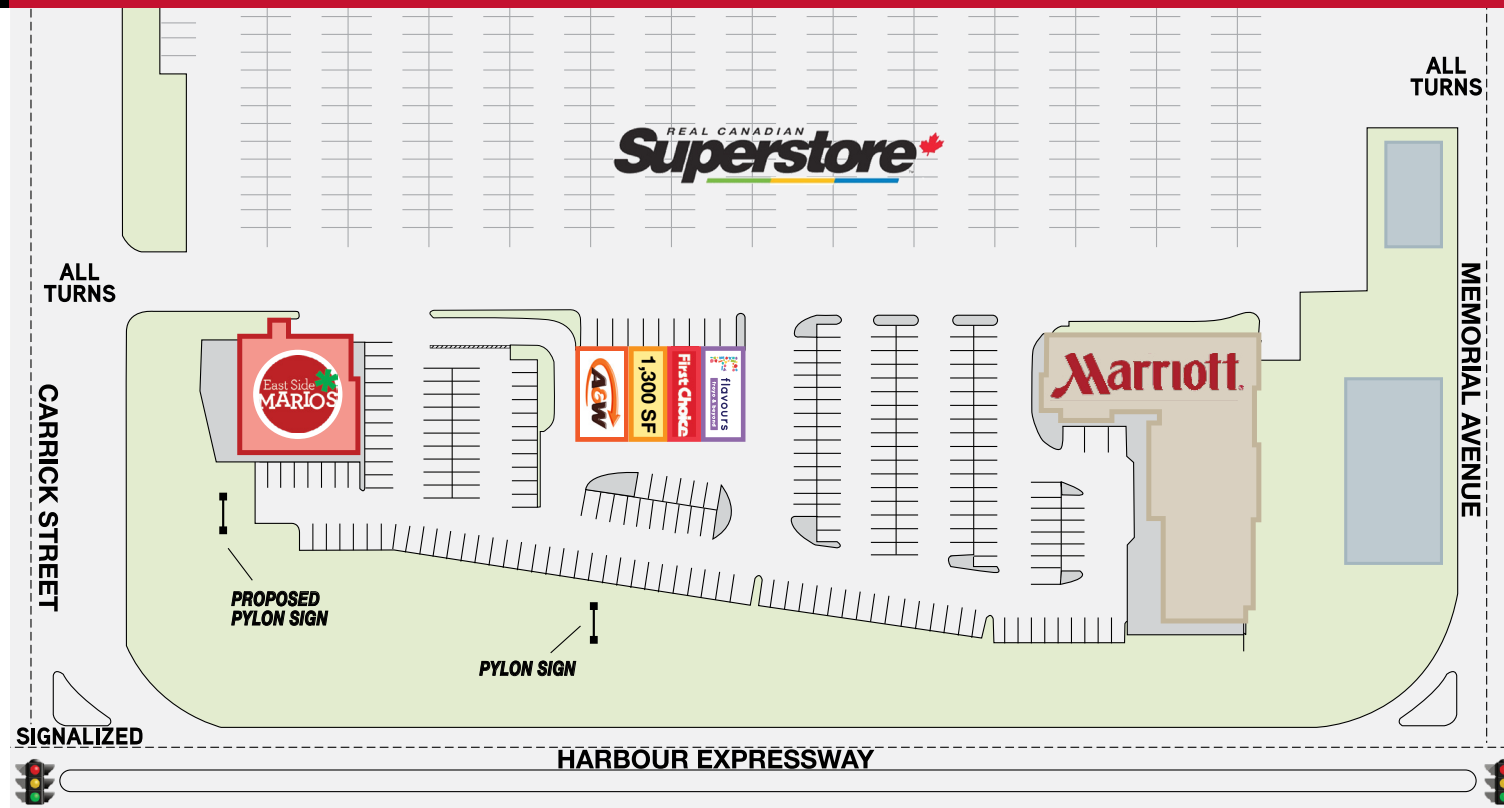 ALL
TURNS
REAL CANADIAN
Superstore
ALL
TURNS
East Side
MARIOS
A&W
1,300 SF
First Choice
flavours
Marriott
CARRICK STREET
MEMORIAL AVENUE
PROPOSED
PYLON SIGN
PYLON SIGN
SIGNALIZED
HARBOUR EXPRESSWAY